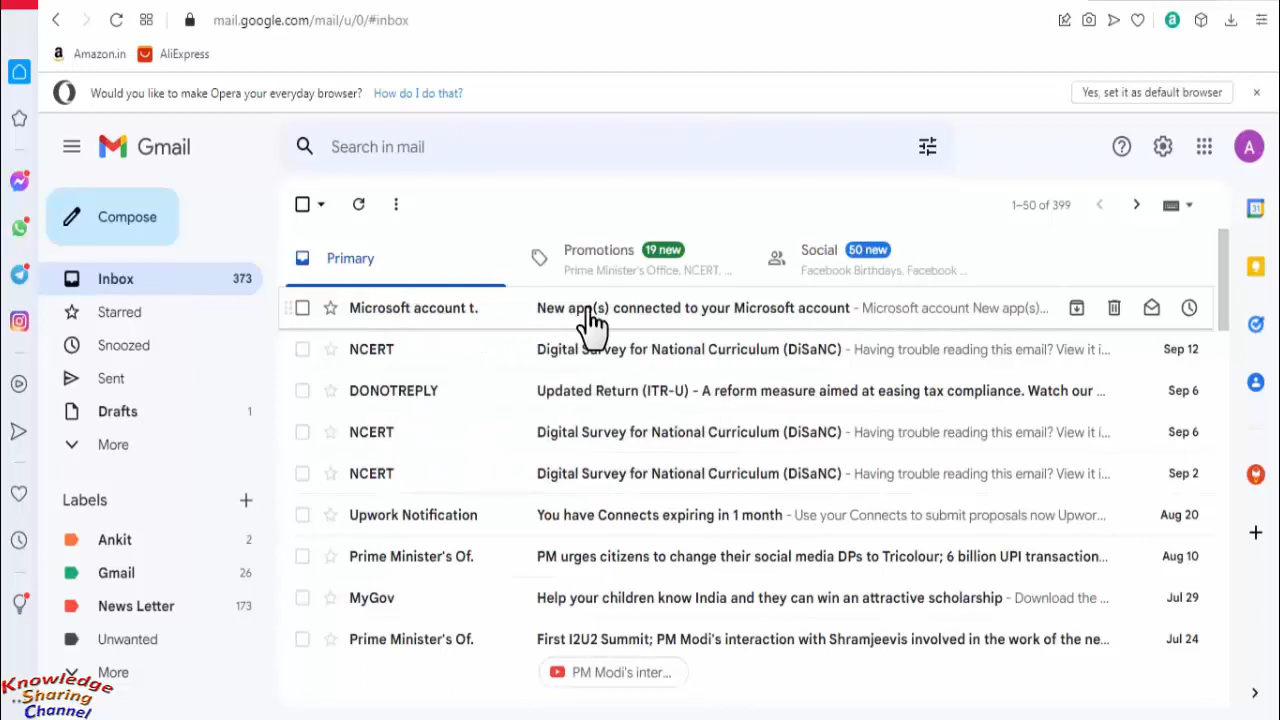 mail.google.com/mail/u/0/#inbox
Amazon.in AliExpress
Would you like to make Opera your everyday browser? How do I do that? Yes, set it as default browser
Gmail Search in mail A
Compose 1–50 of 399
Primary Promotions 19 new Social 50 new
Prime Minister's Office, NCERT, ... Facebook Birthdays, Facebook ...
Inbox 373
Starred
Snoozed
Sent
Drafts 1
More
Microsoft account t. New app(s) connected to your Microsoft account - Microsoft account New app(s)...
NCERT Digital Survey for National Curriculum (DiSaNC) - Having trouble reading this email? View it i... Sep 12
DONOTREPLY Updated Return (ITR-U) - A reform measure aimed at easing tax compliance. Watch our ... Sep 6
NCERT Digital Survey for National Curriculum (DiSaNC) - Having trouble reading this email? View it i... Sep 6
NCERT Digital Survey for National Curriculum (DiSaNC) - Having trouble reading this email? View it i... Sep 2
Upwork Notification You have Connects expiring in 1 month - Use your Connects to submit proposals now Upwor... Aug 20
Prime Minister's Of. PM urges citizens to change their social media DPs to Tricolour; 6 billion UPI transaction... Aug 10
MyGov Help your children know India and they can win an attractive scholarship - Download the ... Jul 29
Prime Minister's Of. First I2U2 Summit; PM Modi's interaction with Shramjeevis involved in the work of the ne... Jul 24
PM Modi's inter...
Labels
Ankit 2
Gmail 26
News Letter 173
Unwanted
More
Knowledge
Sharing
Channel